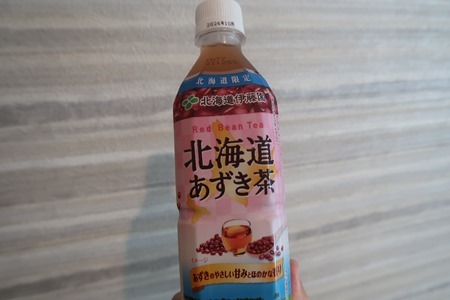 北海道限定
北海道伊藤園
Red Bean Tea
北海道
あずき茶
あずきのやさしい甘みとほのかな